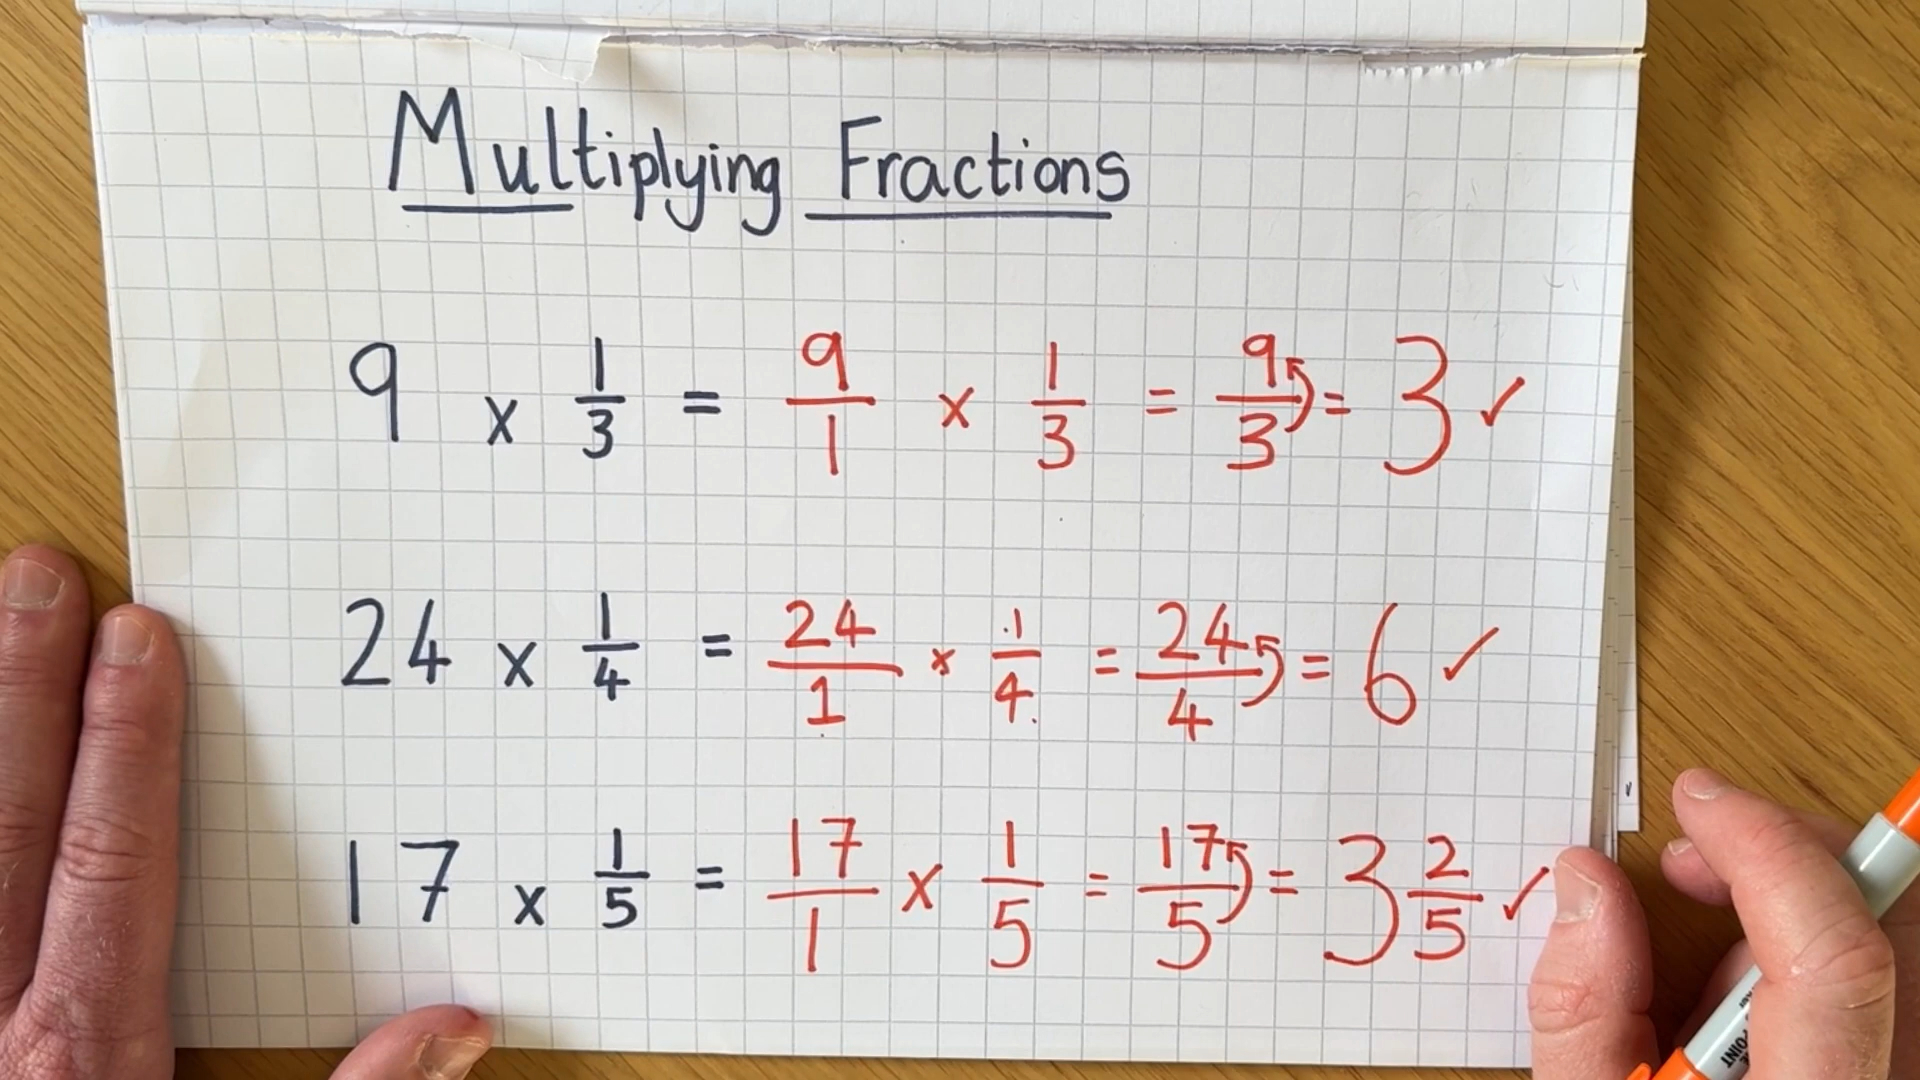 Multiplying Fractions
9 x 1/3 = 9/1 x 1/3 = 9/3 = 3 ✓
24 x 1/4 = 24/1 x 1/4 = 24/4 = 6 ✓
17 x 1/5 = 17/1 x 1/5 = 17/5 = 3 2/5 ✓
POINT